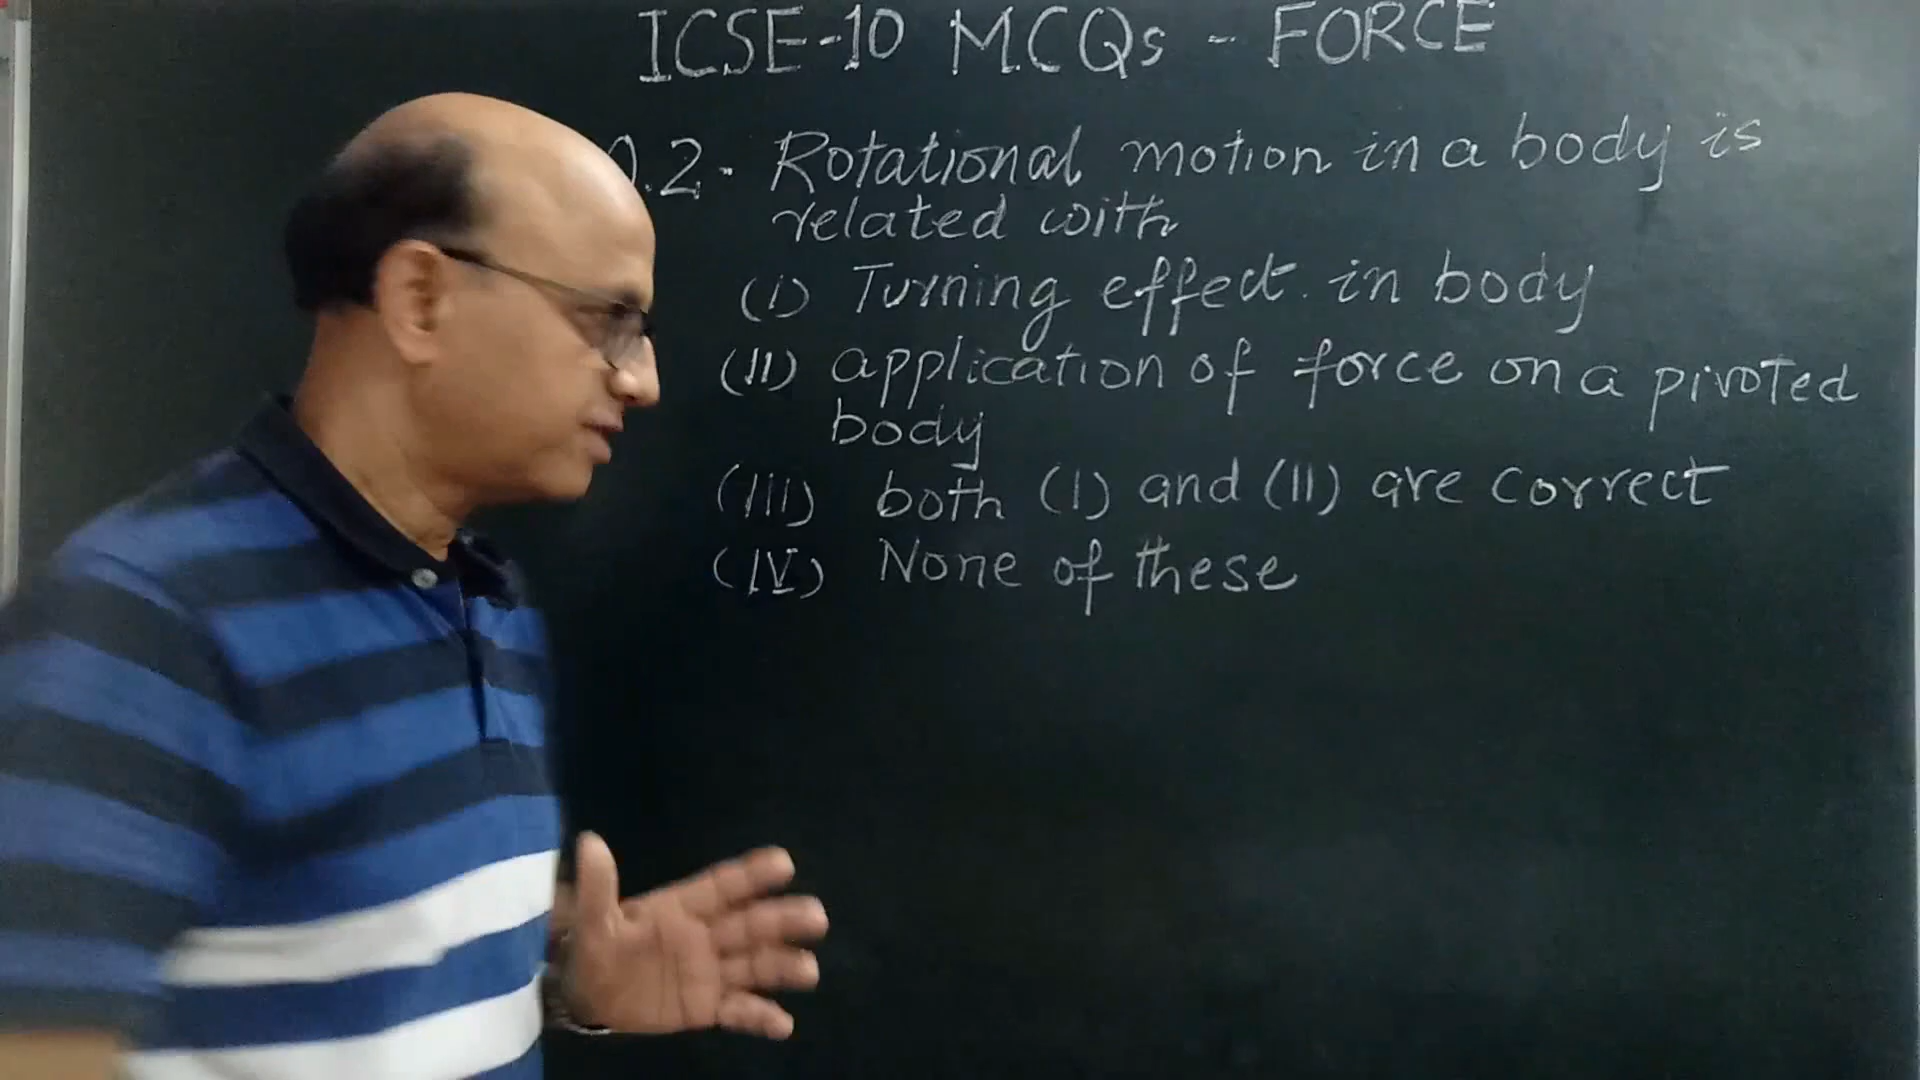 ICSE-10 MCQs - FORCE
Q.2- Rotational motion in a body is
related with
(I) Turning effect in body
(II) application of force on a pivoted
body
(III) both (I) and (II) are correct
(IV) None of these